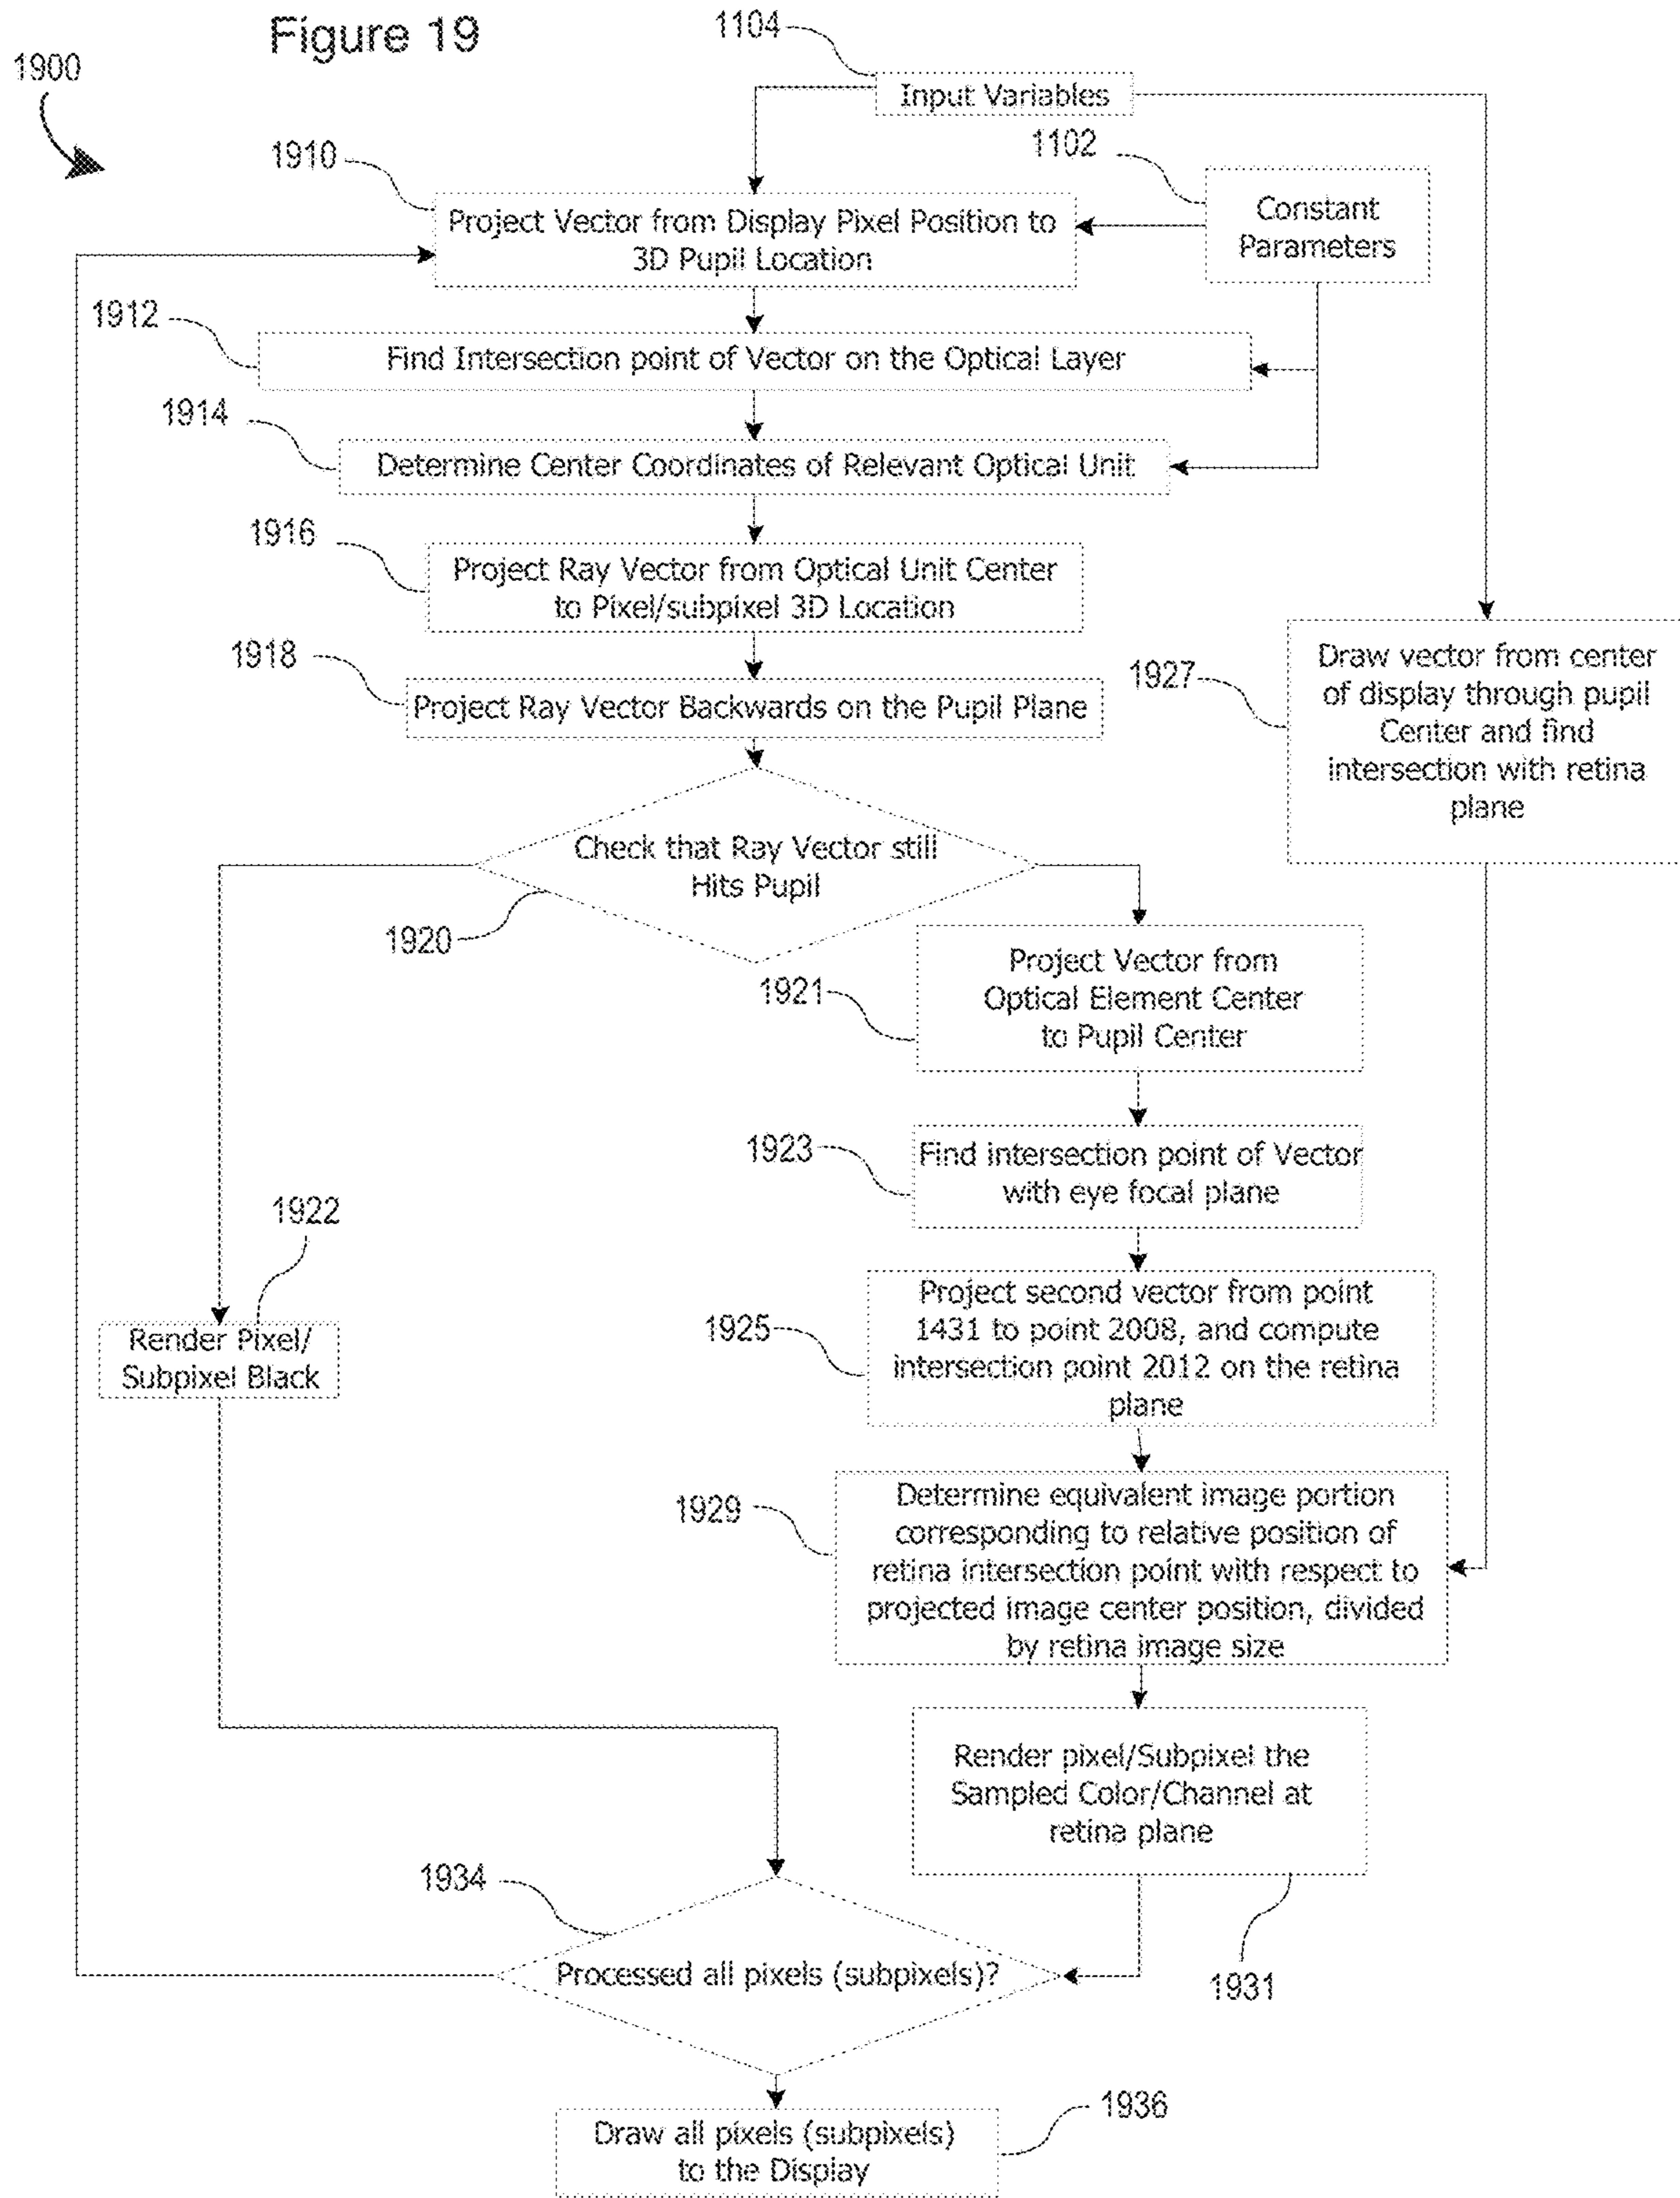 Figure 19
1900
1104
Input Variables
1102
Constant
Parameters
1910
Project Vector from Display Pixel Position to
3D Pupil Location
1912
Find Intersection point of Vector on the Optical Layer
1914
Determine Center Coordinates of Relevant Optical Unit
1916
Project Ray Vector from Optical Unit Center
to Pixel/subpixel 3D Location
1918
Project Ray Vector Backwards on the Pupil Plane
1927
Draw vector from center
of display through pupil
Center and find
intersection with retina
plane
Check that Ray Vector still
Hits Pupil
1920
1921
Project Vector from
Optical Element Center
to Pupil Center
1923
Find intersection point of Vector
with eye focal plane
1922
Render Pixel/
Subpixel Black
1925
Project second vector from point
1431 to point 2008, and compute
intersection point 2012 on the retina
plane
1929
Determine equivalent image portion
corresponding to relative position of
retina intersection point with respect to
projected image center position, divided
by retina image size
Render pixel/Subpixel the
Sampled Color/Channel at
retina plane
1931
1934
Processed all pixels (subpixels)?
1936
Draw all pixels (subpixels)
to the Display